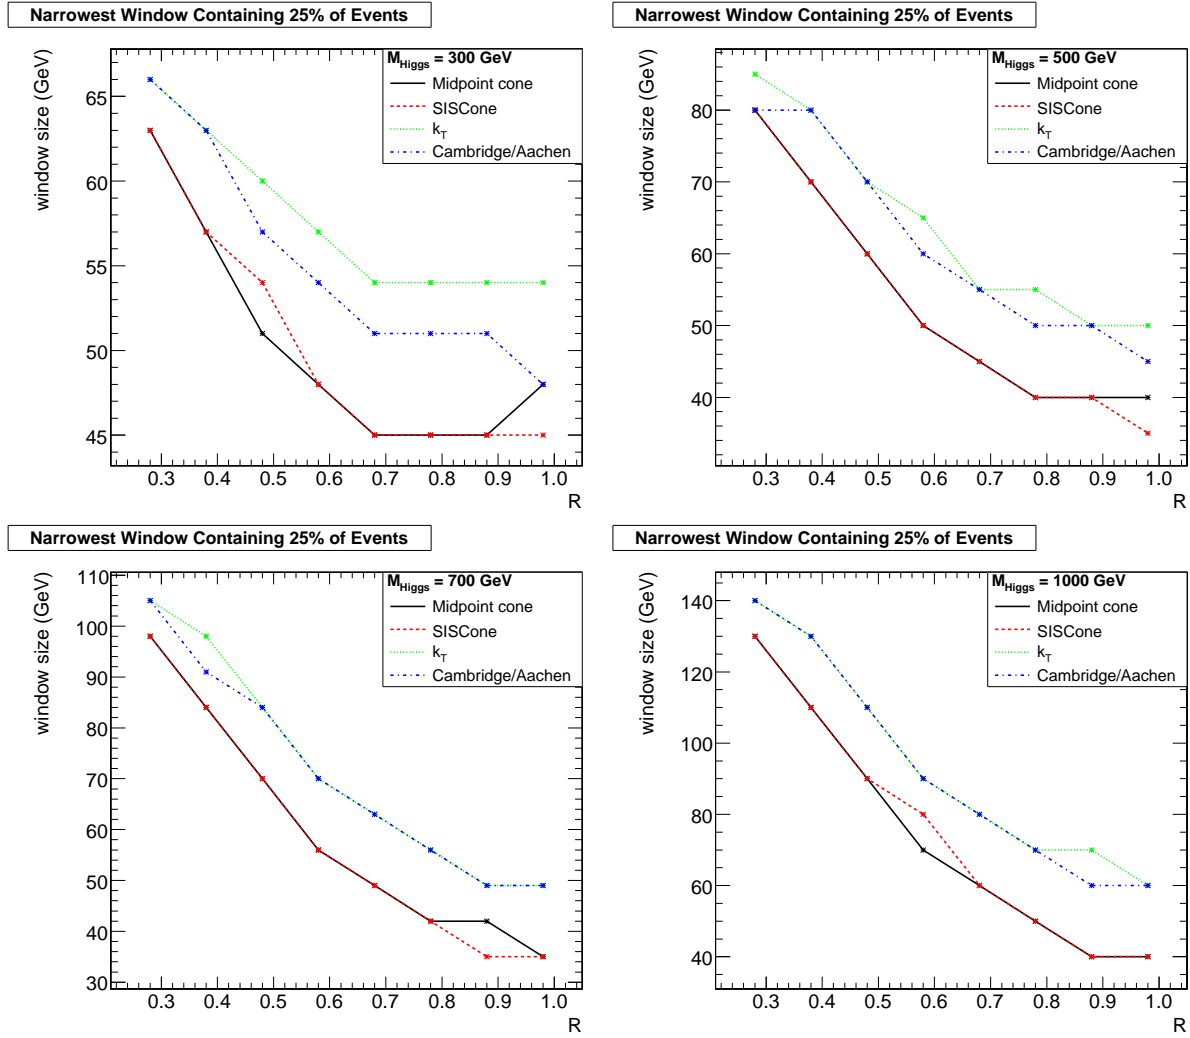 Narrowest Window Containing 25% of Events
window size (GeV)
M_Higgs = 300 GeV
Midpoint cone
SISCone
k_T
Cambridge/Aachen
65
60
55
50
45
0.3 0.4 0.5 0.6 0.7 0.8 0.9 1.0
R
Narrowest Window Containing 25% of Events
window size (GeV)
M_Higgs = 500 GeV
Midpoint cone
SISCone
k_T
Cambridge/Aachen
80
70
60
50
40
0.3 0.4 0.5 0.6 0.7 0.8 0.9 1.0
R
Narrowest Window Containing 25% of Events
window size (GeV)
M_Higgs = 700 GeV
Midpoint cone
SISCone
k_T
Cambridge/Aachen
110
100
90
80
70
60
50
40
30
0.3 0.4 0.5 0.6 0.7 0.8 0.9 1.0
R
Narrowest Window Containing 25% of Events
window size (GeV)
M_Higgs = 1000 GeV
Midpoint cone
SISCone
k_T
Cambridge/Aachen
140
120
100
80
60
40
0.3 0.4 0.5 0.6 0.7 0.8 0.9 1.0
R